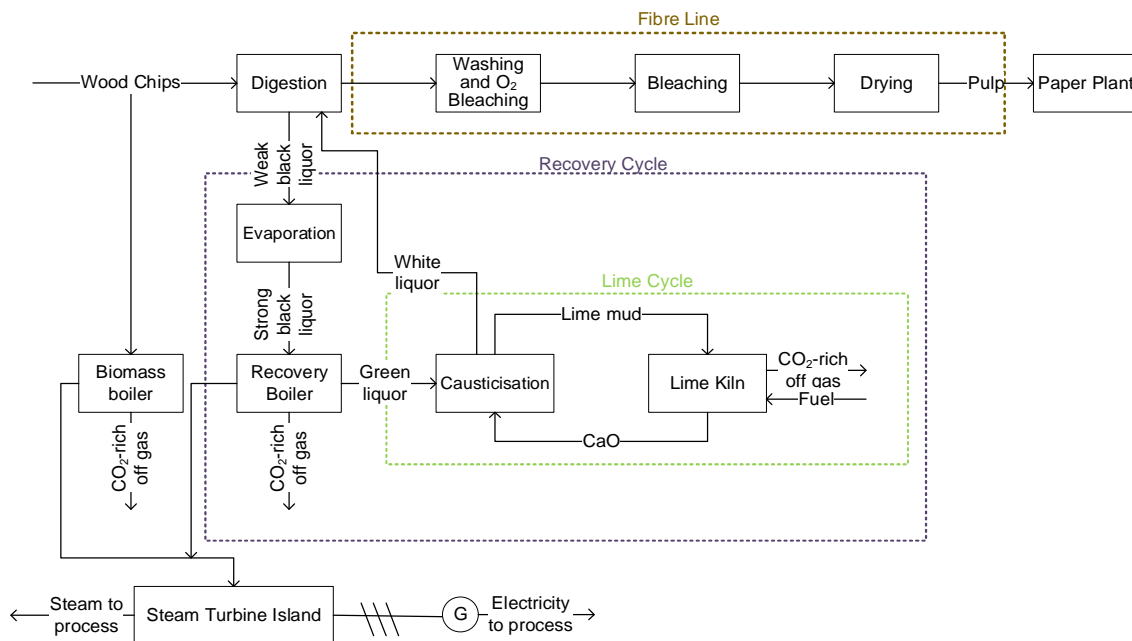 Fibre Line
Wood Chips
Digestion
Washing
and O₂
Bleaching
Bleaching
Drying
Pulp
Paper Plant
Weak
black
liquor
Recovery Cycle
Evaporation
White
liquor
Lime Cycle
Strong
black
liquor
Lime mud
Biomass
boiler
Recovery
Boiler
Green
liquor
Causticisation
Lime Kiln
CO₂-rich
off gas
Fuel
CaO
CO₂-rich
off gas
CO₂-rich
off gas
Steam to
process
Steam Turbine Island
G
Electricity
to process